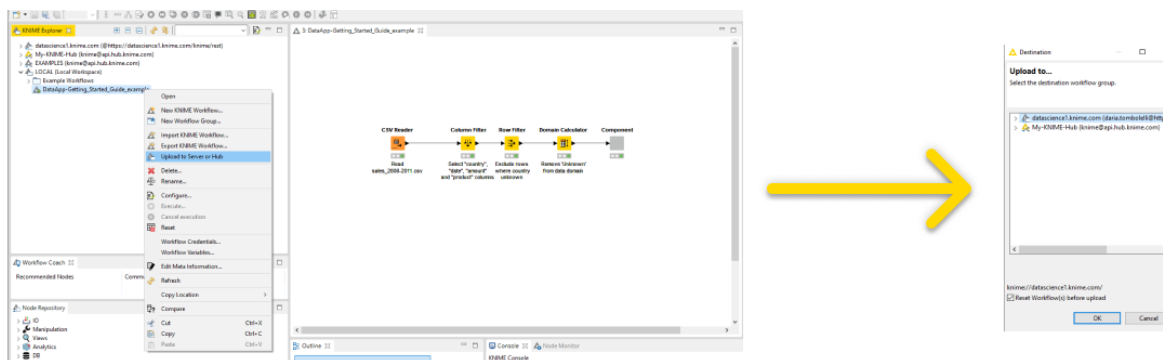 KNIME Explorer
datascience1.knime.com (@https://datascience1.knime.com/knime/rest)
My-KNIME-Hub (knime@api.hub.knime.com)
EXAMPLES (knime@api.hub.knime.com)
LOCAL (Local Workspace)
Example Workflows
DataApp-Getting_Started_Guide_example
Open
New KNIME Workflow...
New Workflow Group...
Import KNIME Workflow...
Export KNIME Workflow...
Upload to Server or Hub
Delete...
Rename...
Configure...
Execute...
Cancel execution
Reset
Workflow Credentials...
Workflow Variables...
Edit Meta Information...
Refresh
Copy Location
Compare
Cut Ctrl+X
Copy Ctrl+C
Paste Ctrl+V
Workflow Coach
Recommended Nodes Comm
Node Repository
IO
Manipulation
Views
Analytics
DB
3: DataApp-Getting_Started_Guide_example
CSV Reader Column Filter Row Filter Domain Calculator Component
Read
sales_2008-2011.csv
Select "country",
"date", "amount"
and "product" columns
Exclude rows
where country
unknown
Remove 'Unknown'
from data domain
Outline
Console Node Monitor
KNIME Console
Destination
Upload to...
Select the destination workflow group.
datascience1.knime.com
My-KNIME-Hub (knime@api.hub.knime.com)
knime://datascience1.knime.com/
Reset Workflow(s) before upload
OK Cancel